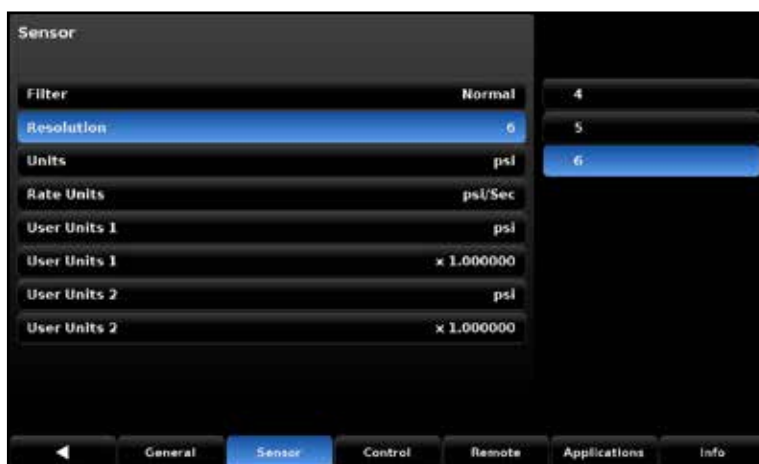 Sensor
Filter Normal 4
Resolution 6 5
Units psi 6
Rate Units psi/Sec
User Units 1 psi
User Units 1 x 1.000000
User Units 2 psi
User Units 2 x 1.000000
General Sensor Control Remote Applications Info